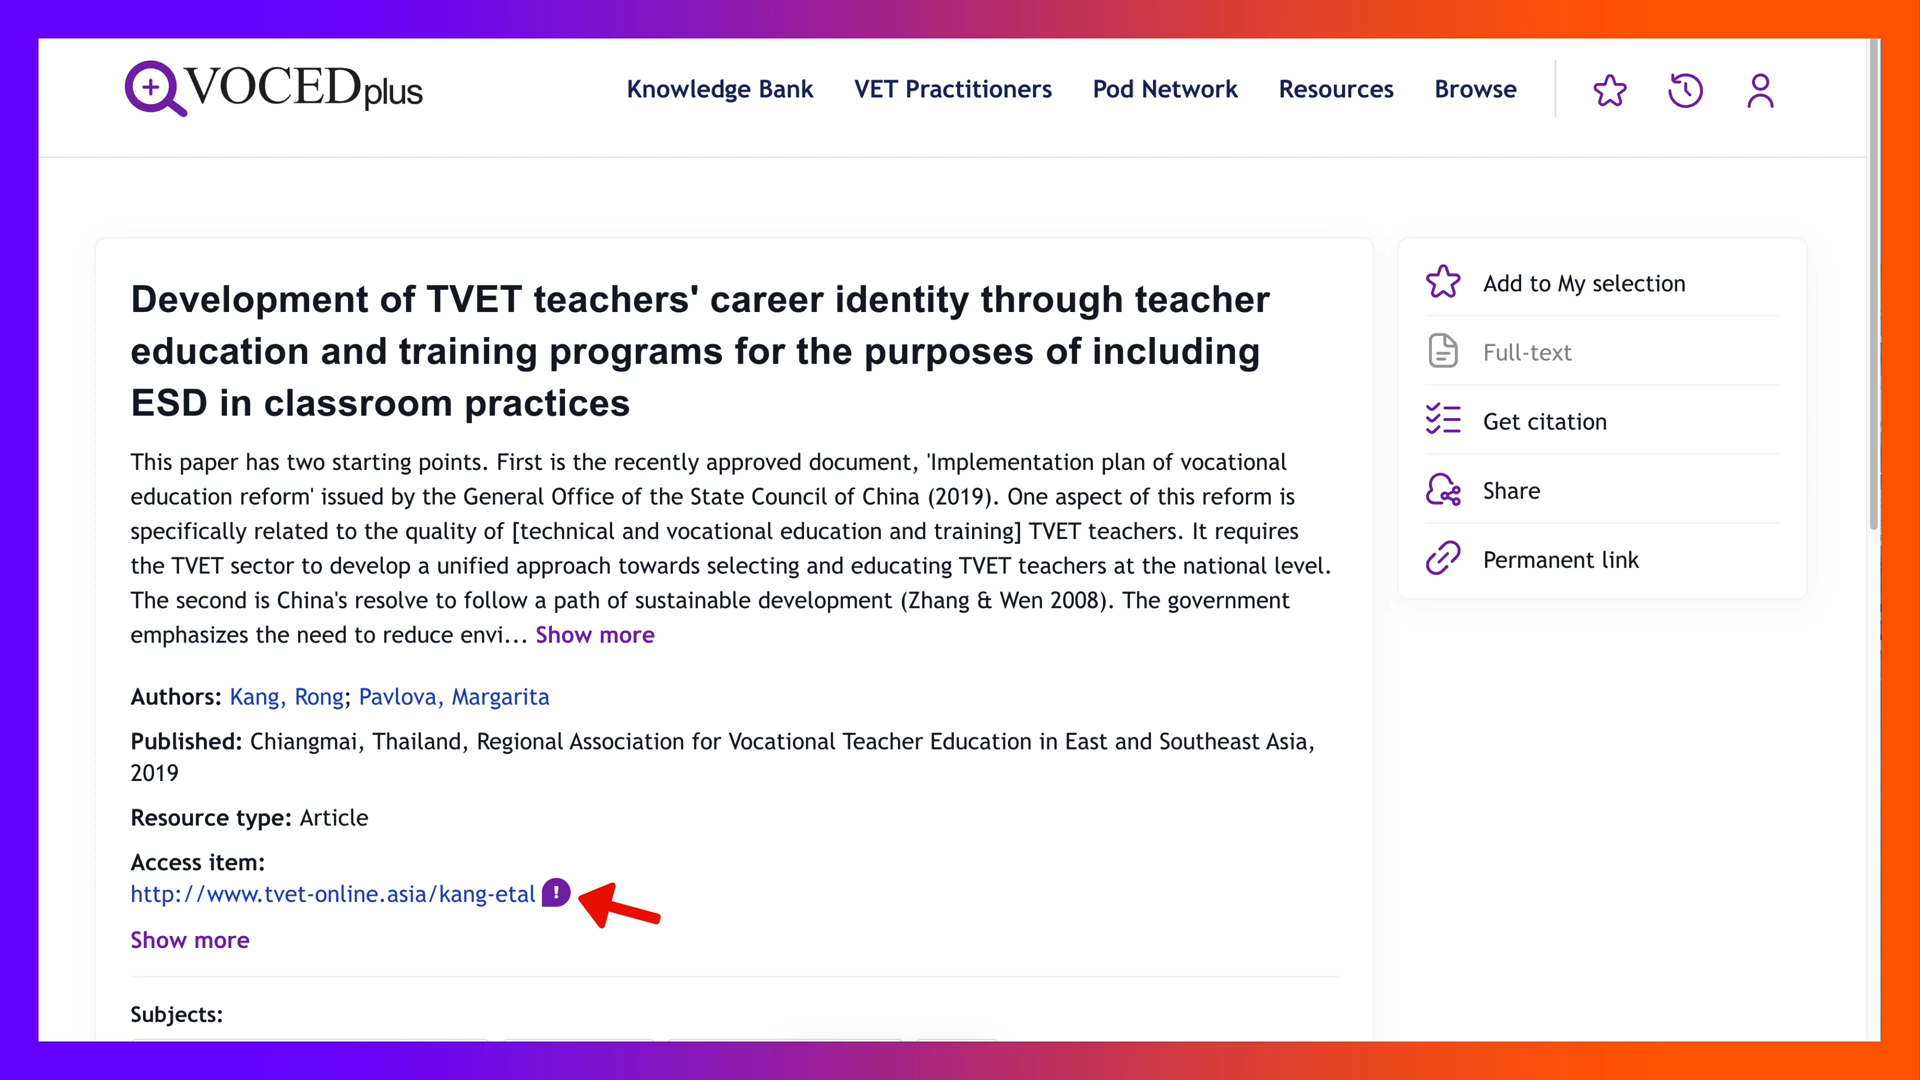 VOCEDplus
Knowledge Bank
VET Practitioners
Pod Network
Resources
Browse
Development of TVET teachers' career identity through teacher
education and training programs for the purposes of including
ESD in classroom practices
This paper has two starting points. First is the recently approved document, 'Implementation plan of vocational
education reform' issued by the General Office of the State Council of China (2019). One aspect of this reform is
specifically related to the quality of [technical and vocational education and training] TVET teachers. It requires
the TVET sector to develop a unified approach towards selecting and educating TVET teachers at the national level.
The second is China's resolve to follow a path of sustainable development (Zhang & Wen 2008). The government
emphasizes the need to reduce envi... Show more
Authors: Kang, Rong; Pavlova, Margarita
Published: Chiangmai, Thailand, Regional Association for Vocational Teacher Education in East and Southeast Asia,
2019
Resource type: Article
Access item:
http://www.tvet-online.asia/kang-etal !
Show more
Subjects:
Add to My selection
Full-text
Get citation
Share
Permanent link